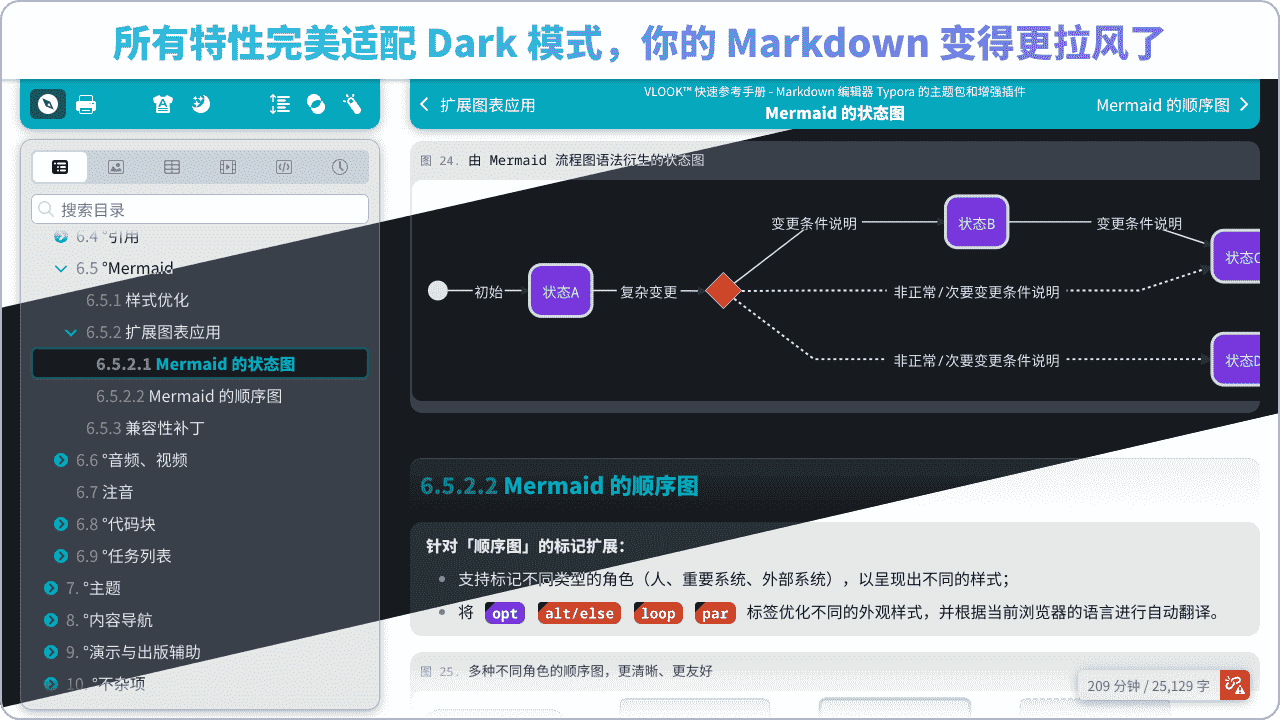 所有特性完美适配 Dark 模式，你的 Markdown 变得更拉风了
扩展图表应用
VLOOK™ 快速参考手册 - Markdown 编辑器 Typora 的主题包和增强插件
Mermaid 的状态图
Mermaid 的顺序图
搜索目录
6.4 °引用
6.5 °Mermaid
6.5.1 样式优化
6.5.2 扩展图表应用
6.5.2.1 Mermaid 的状态图
6.5.2.2 Mermaid 的顺序图
6.5.3 兼容性补丁
6.6 °音频、视频
6.7 注音
6.8 °代码块
6.9 °任务列表
7. °主题
8. °内容导航
9. °演示与出版辅助
10. °不杂项
图 24. 由 Mermaid 流程图语法衍生的状态图
变更条件说明
状态B
变更条件说明
状态C
初始
状态A
复杂变更
非正常/次要变更条件说明
非正常/次要变更条件说明
状态D
6.5.2.2 Mermaid 的顺序图
针对「顺序图」的标记扩展：
支持标记不同类型的角色（人、重要系统、外部系统），以呈现出不同的样式；
将 opt alt/else loop par 标签优化不同的外观样式，并根据当前浏览器的语言进行自动翻译。
图 25. 多种不同角色的顺序图，更清晰、更友好
209 分钟 / 25,129 字